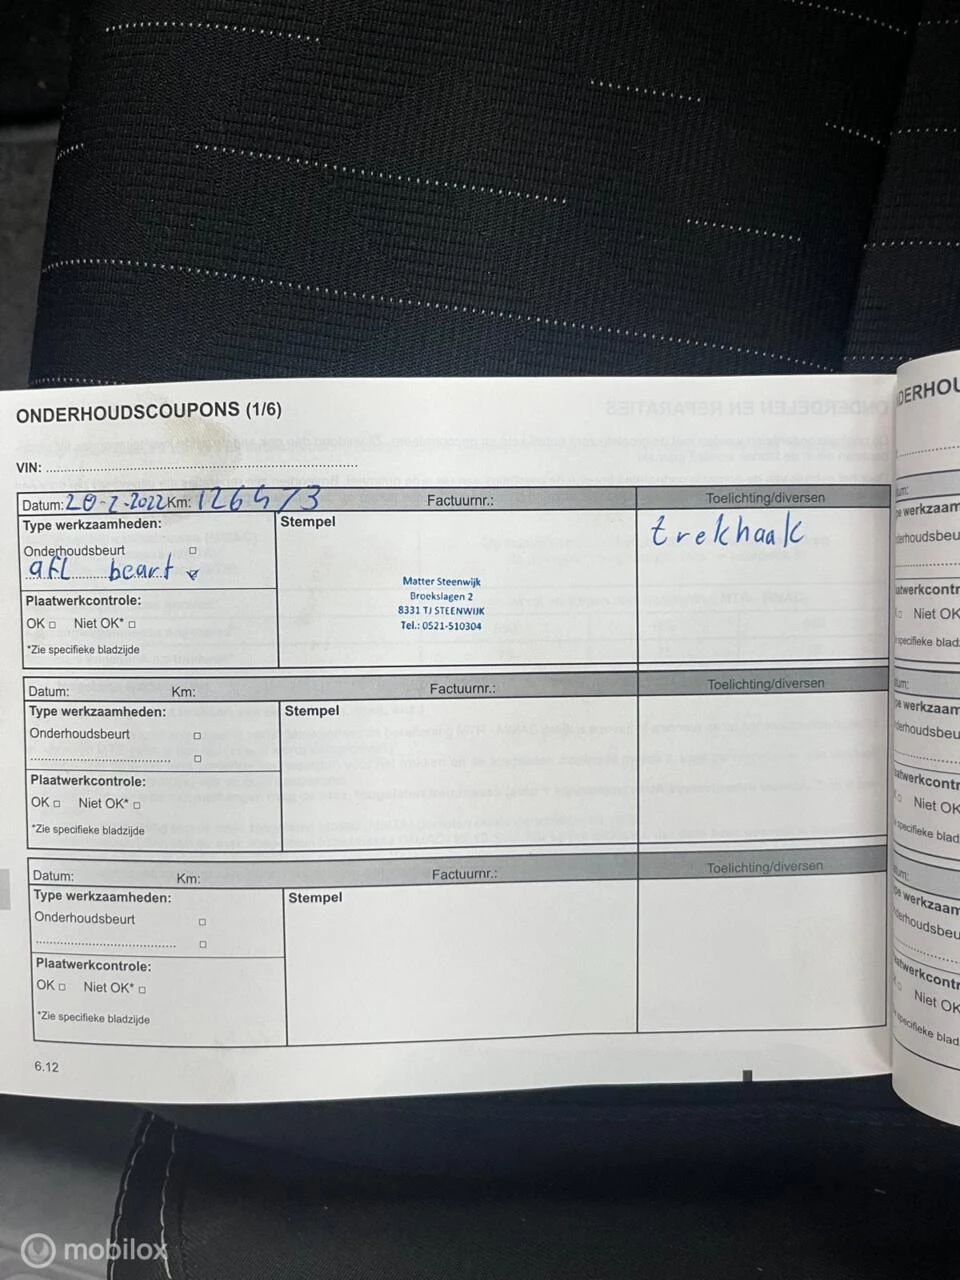 ONDERHOUDSCOUPONS (1/6)
VIN:
Datum: 20-2-2022 Km: 126473 Factuurnr.: Toelichting/diversen
Type werkzaamheden: Stempel trekhaak
Onderhoudsbeurt
afl beart
Matter Steenwijk
Broekslagen 2
8331 TJ STEENWIJK
Tel.: 0521-510304
Plaatwerkcontrole:
OK Niet OK*
*Zie specifieke bladzijde
Datum: Km: Factuurnr.: Toelichting/diversen
Type werkzaamheden: Stempel
Onderhoudsbeurt
Plaatwerkcontrole:
OK Niet OK*
*Zie specifieke bladzijde
Datum: Km: Factuurnr.: Toelichting/diversen
Type werkzaamheden: Stempel
Onderhoudsbeurt
Plaatwerkcontrole:
OK Niet OK*
*Zie specifieke bladzijde
6.12
mobilox